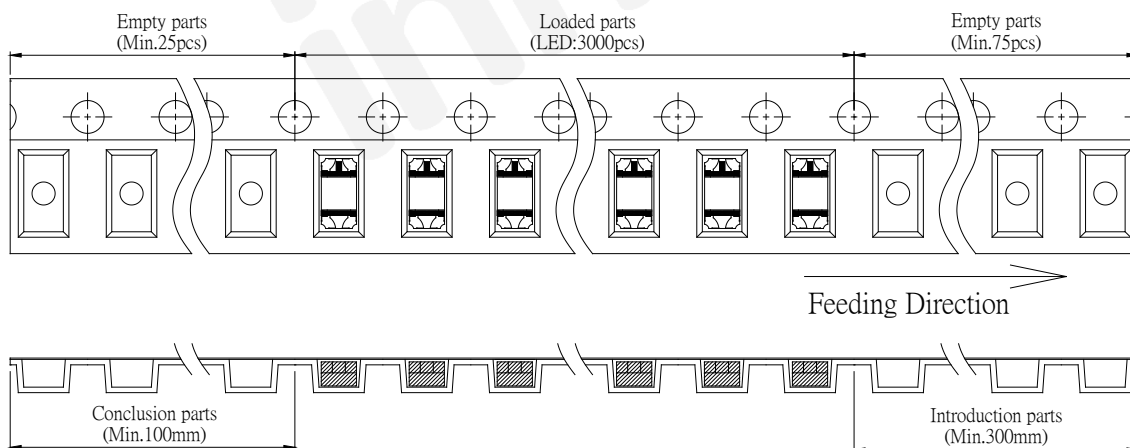 Empty parts
(Min.25pcs)
Loaded parts
(LED:3000pcs)
Empty parts
(Min.75pcs)
Feeding Direction
Conclusion parts
(Min.100mm)
Introduction parts
(Min.300mm)